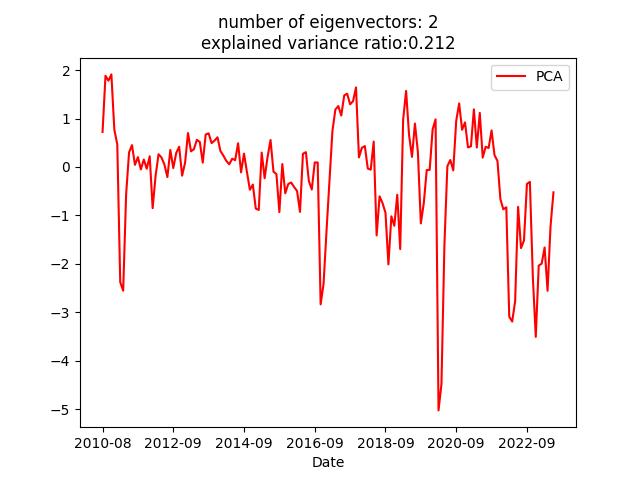 number of eigenvectors: 2
explained variance ratio:0.212
PCA
2
1
0
−1
−2
−3
−4
−5
2010-08 2012-09 2014-09 2016-09 2018-09 2020-09 2022-09
Date